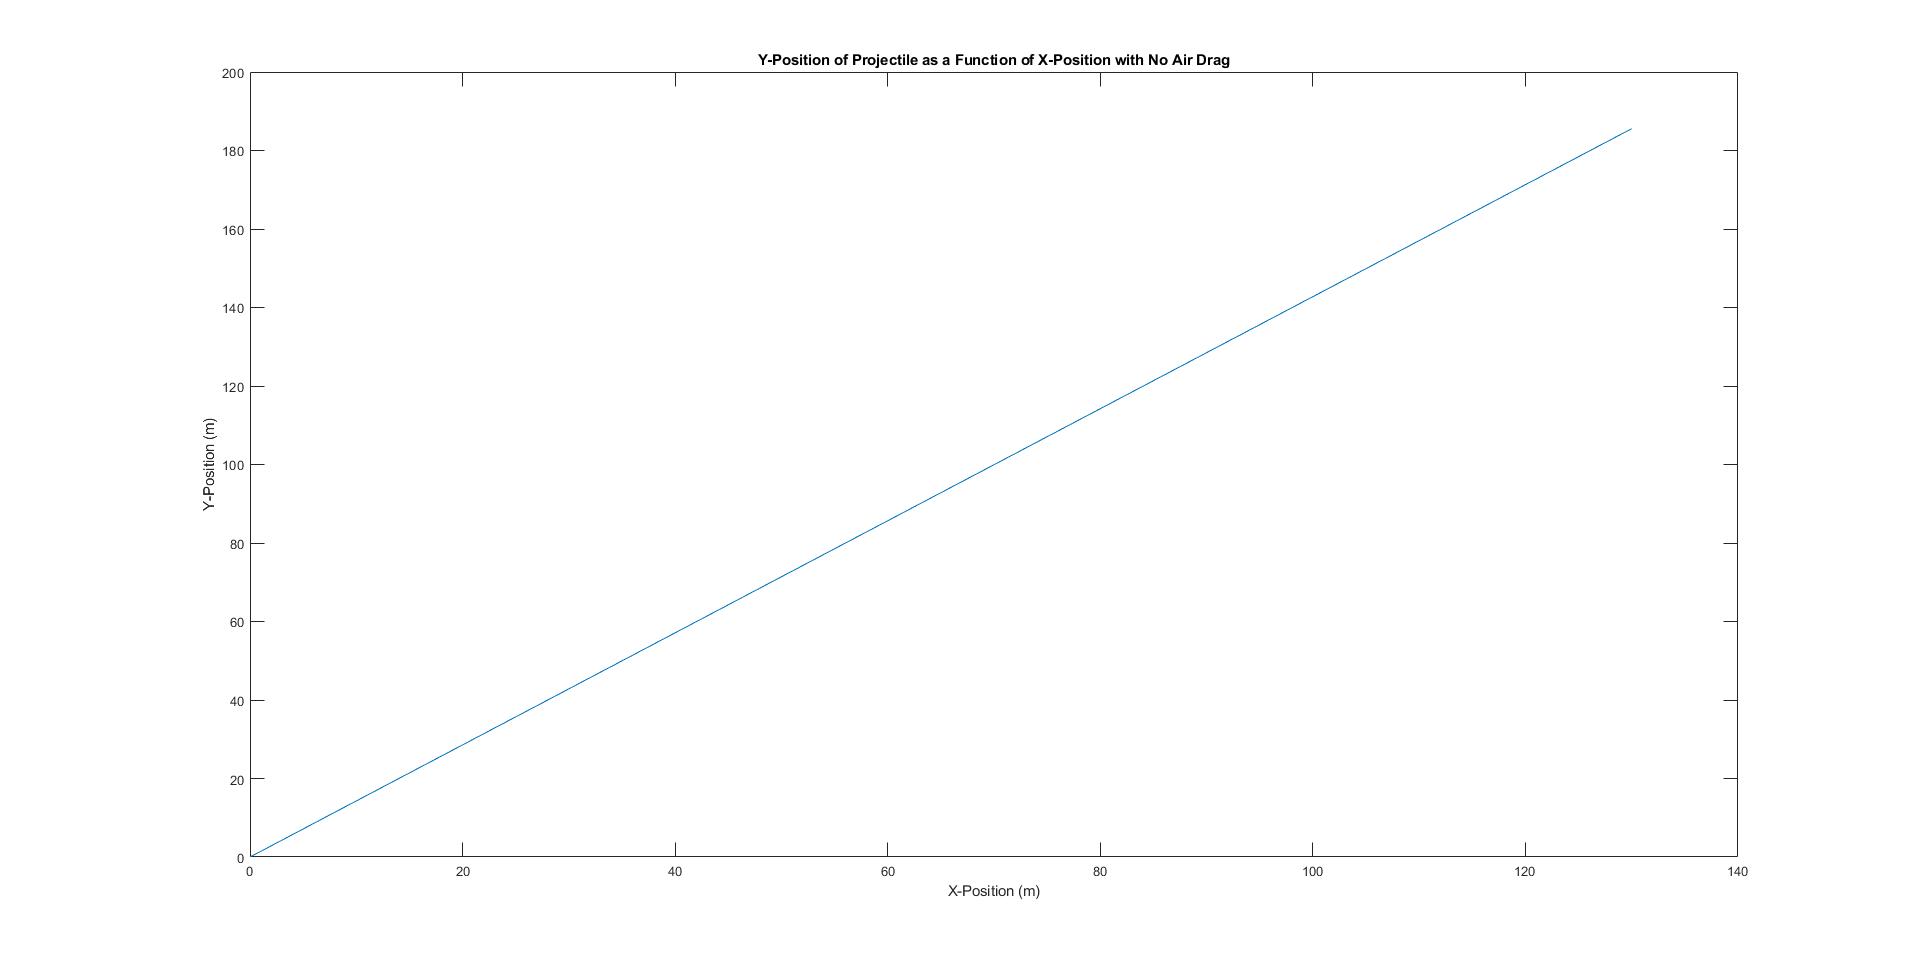 Y-Position of Projectile as a Function of X-Position with No Air Drag
200
180
160
140
120
100
80
60
40
20
0
Y-Position (m)
0 20 40 60 80 100 120 140
X-Position (m)